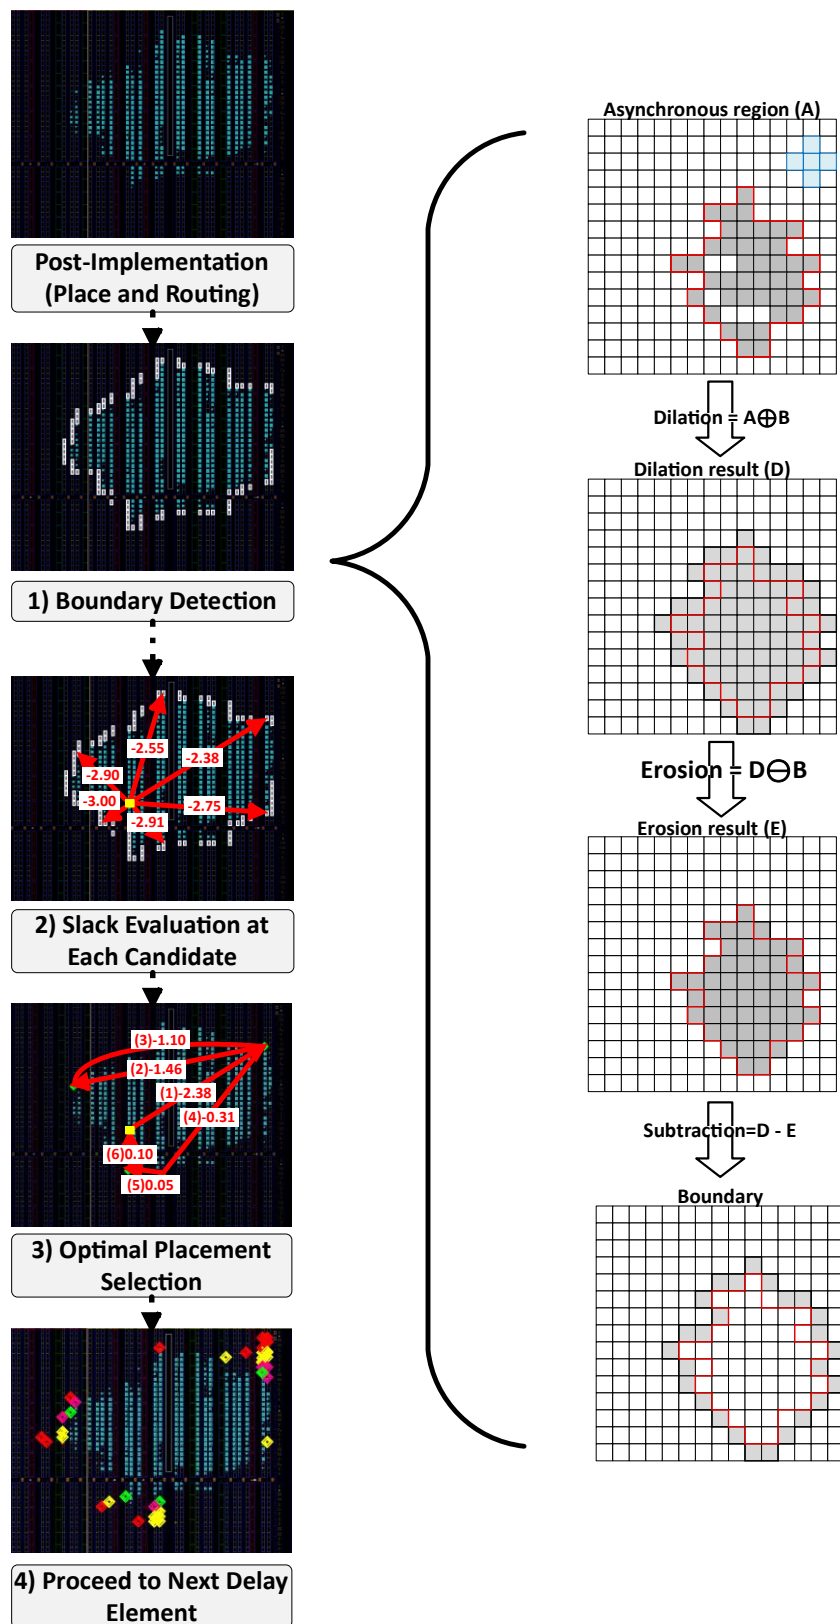 Post-Implementation
(Place and Routing)
1) Boundary Detection
-2.55
-2.38
-2.90
-3.00
-2.75
-2.91
2) Slack Evaluation at
Each Candidate
(3)-1.10
(2)-1.46
(1)-2.38
(4)-0.31
(6)0.10
(5)0.05
3) Optimal Placement
Selection
4) Proceed to Next Delay
Element
Asynchronous region (A)
Dilation = A⊕B
Dilation result (D)
Erosion = D⊖B
Erosion result (E)
Subtraction=D - E
Boundary